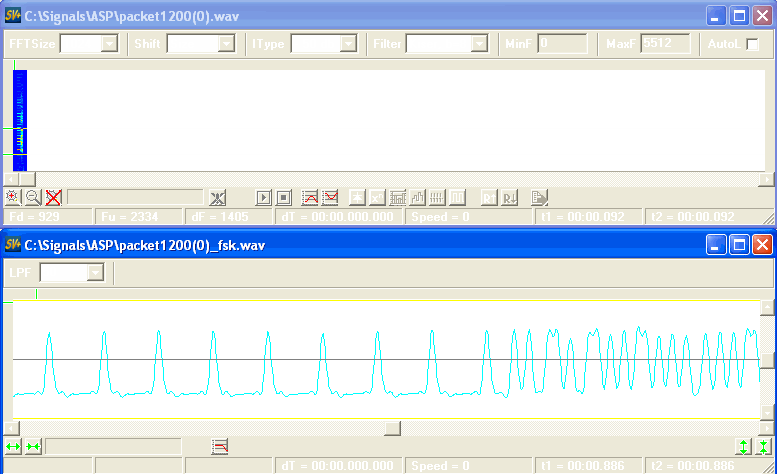 SV+ C:\Signals\ASP\packet1200(0).wav
FFTSize Shift IType Filter MinF 0 MaxF 5512 AutoL
Fd = 929 Fu = 2334 dF = 1405 dT = 00:00.000.000 Speed = 0 t1 = 00:00.092 t2 = 00:00.092
SV+ C:\Signals\ASP\packet1200(0)_fsk.wav
LPF
dT = 00:00.000.000 Speed = 0 t1 = 00:00.886 t2 = 00:00.886